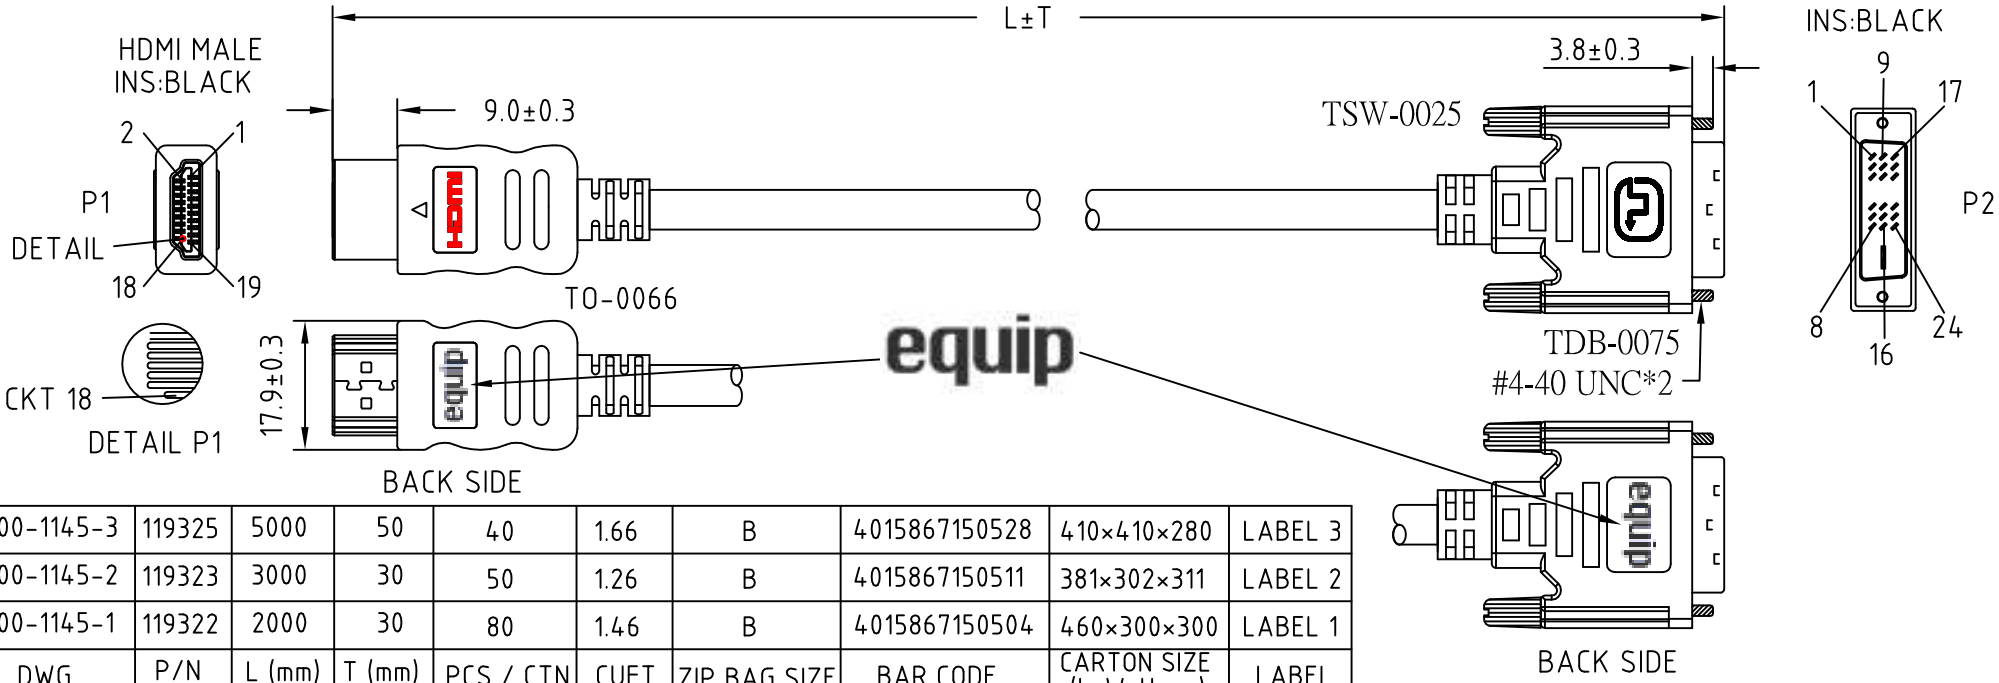 L±T
HDMI MALE
INS:BLACK
INS:BLACK
3.8±0.3
9.0±0.3
TSW-0025
2
1
1
9
17
P1
HDMI
P2
DETAIL
18
19
TO-0066
8
16
24
equip
TDB-0075
#4-40 UNC*2
17.9±0.3
equip
CKT 18
DETAIL P1
BACK SIDE
equip
BACK SIDE
00-1145-3 119325 5000 50 40 1.66 B 4015867150528 410×410×280 LABEL 3
00-1145-2 119323 3000 30 50 1.26 B 4015867150511 381×302×311 LABEL 2
00-1145-1 119322 2000 30 80 1.46 B 4015867150504 460×300×300 LABEL 1
DWG P/N L (mm) T (mm) PCS / CTN CUFT ZIP BAG SIZE BAR CODE CARTON SIZE LABEL